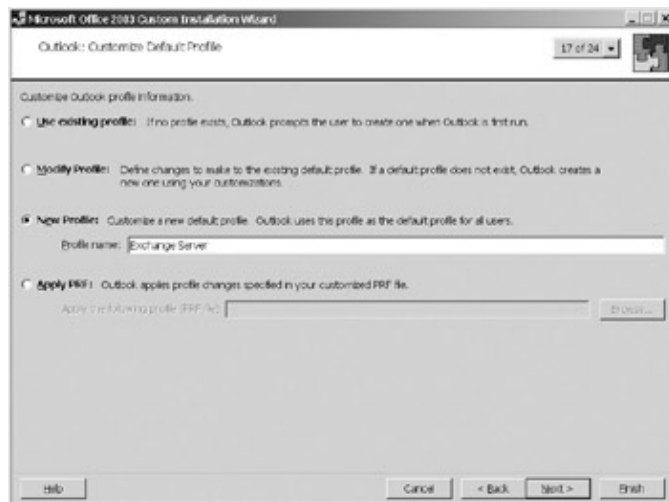 Microsoft Office 2003 Custom Installation Wizard
Outlook: Customize Default Profile
17 of 24
Customize Outlook profile information.
Use existing profile: If no profile exists, Outlook prompts the user to create one when Outlook is first run.
Modify Profile: Define changes to make to the existing default profile. If a default profile does not exist, Outlook creates a
new one using your customizations.
New Profile: Customize a new default profile. Outlook uses this profile as the default profile for all users.
Profile name: Exchange Server
Apply PRF: Outlook applies profile changes specified in your customized PRF file.
Apply the following profile (PRF file):
Browse...
Help
Cancel
< Back
Next >
Finish